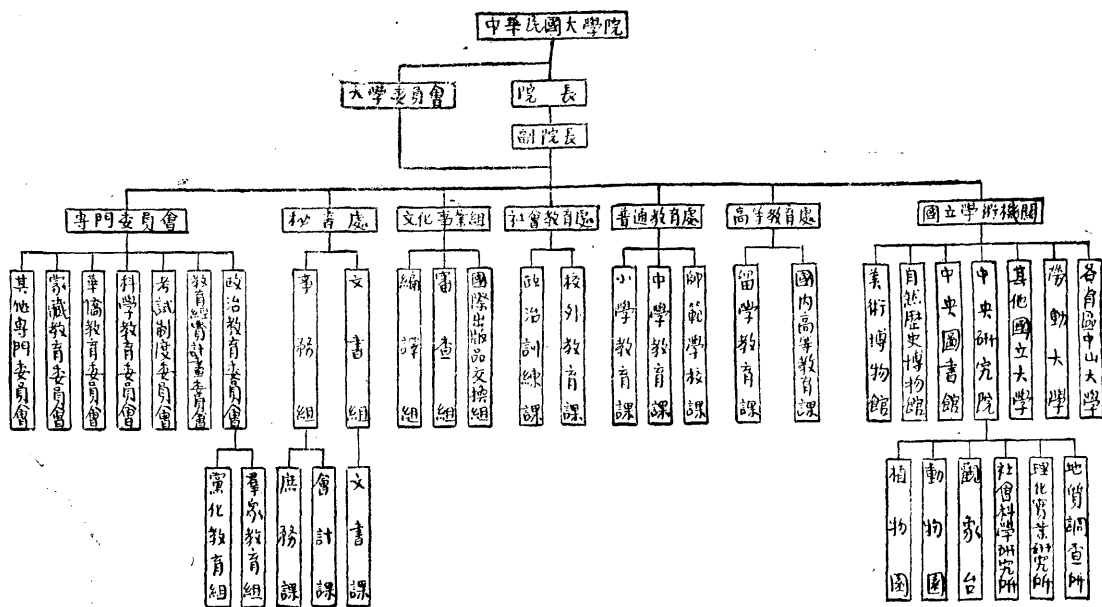 中華民國大學院
大學委員會
院長
副院長
專門委員會
秘書處
文化事業組
社會教育處
普通教育處
高等教育處
國立學術機關
其他專門委員會
蒙藏教育委員會
華僑教育委員會
科學教育委員會
考試制度委員會
教育經費計畫委員會
政治教育委員會
事務組
文書組
編譯組
審查組
國際出版品交換組
政治訓練課
校外教育課
小學教育課
中學教育課
師範學校課
留學教育課
國內高等教育課
美術博物館
自然歷史博物館
中央圖書館
中央研究院
其他國立大學
勞動大學
各省區中山大學
黨化教育組
羣眾教育組
庶務課
會計課
文書課
植物園
動物園
觀象台
社會科學研究所
理化實業研究所
地質調查所